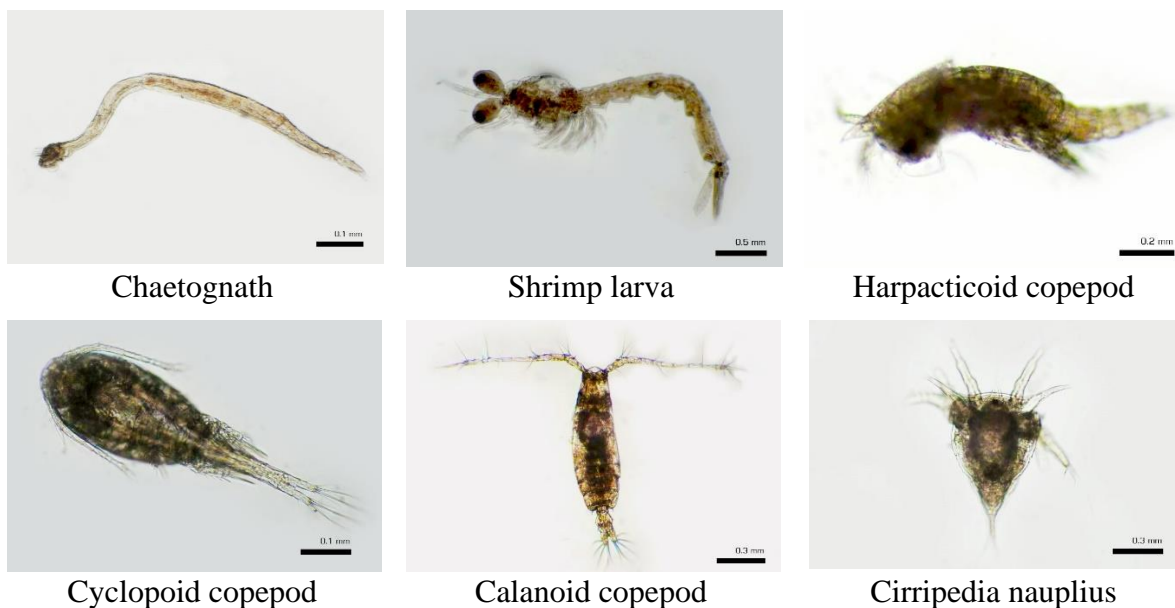 0.1 mm
0.5 mm
0.2 mm
Chaetognath
Shrimp larva
Harpacticoid copepod
0.1 mm
0.3 mm
0.3 mm
Cyclopoid copepod
Calanoid copepod
Cirripedia nauplius